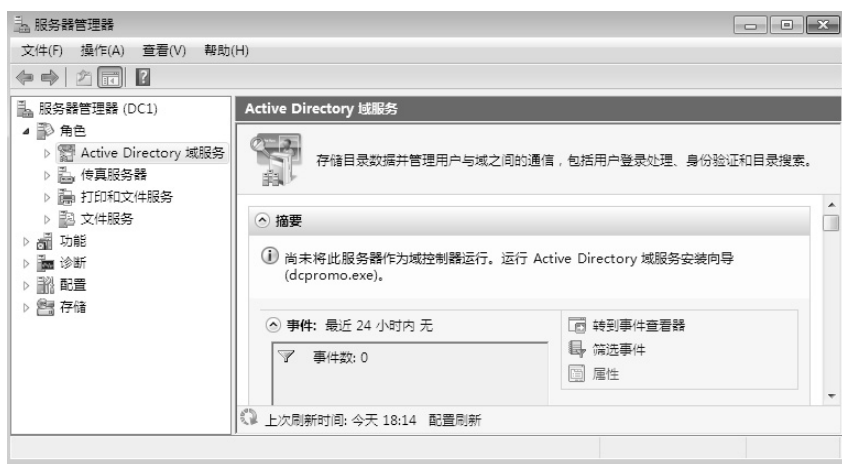 服务器管理器
文件(F) 操作(A) 查看(V) 帮助(H)
服务器管理器 (DC1)
角色
Active Directory 域服务
传真服务器
打印和文件服务
文件服务
功能
诊断
配置
存储
Active Directory 域服务
存储目录数据并管理用户与域之间的通信，包括用户登录处理、身份验证和目录搜索。
摘要
尚未将此服务器作为域控制器运行。运行 Active Directory 域服务安装向导
(dcpromo.exe)。
事件: 最近 24 小时内 无
事件数: 0
转到事件查看器
筛选事件
属性
上次刷新时间: 今天 18:14 配置刷新